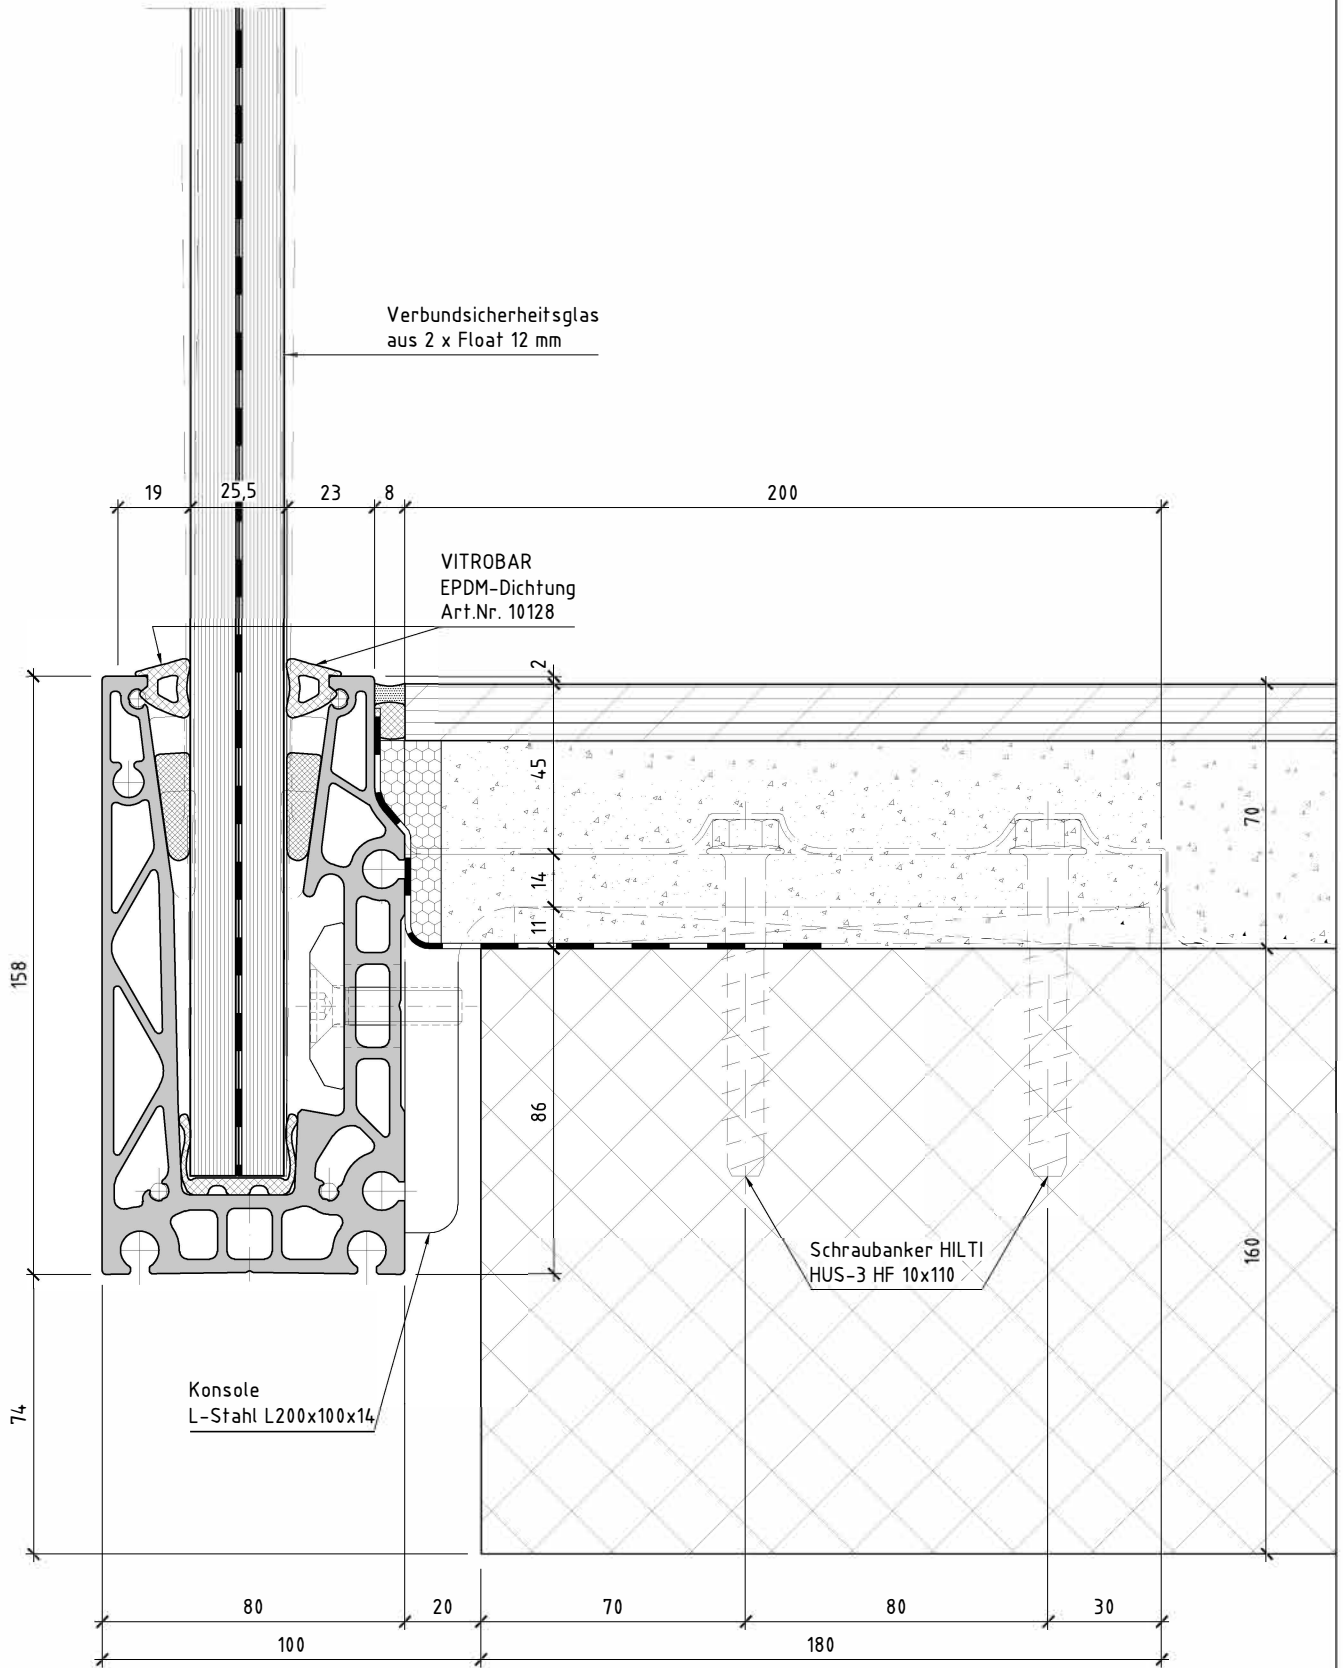 Verbundsicherheitsglas
aus 2 x Float 12 mm
19
25,5
23
8
200
VITROBAR
EPDM-Dichtung
Art.Nr. 10128
2
45
70
14
11
158
86
Schraubanker HILTI
HUS-3 HF 10x110
160
Konsole
L-Stahl L200x100x14
74
80
20
70
80
30
100
180